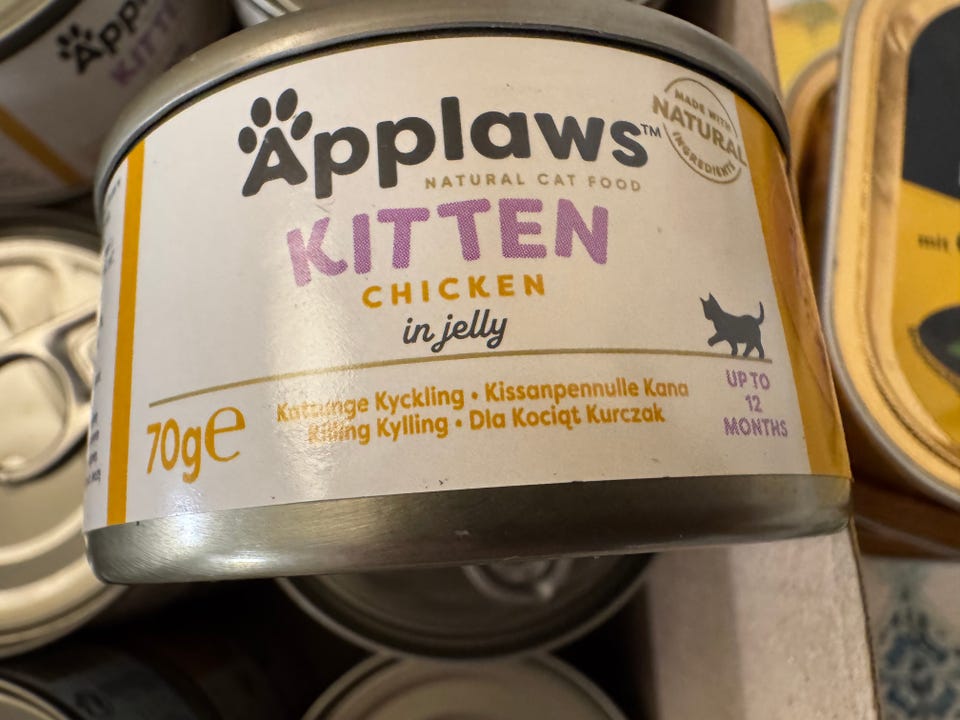 Applaws™
NATURAL CAT FOOD
MADE WITH
NATURAL
INGREDIENTS
KITTEN
CHICKEN
in jelly
UP TO
12
MONTHS
70g℮
Kattunge Kyckling • Kissanpennulle Kana
Killing Kylling • Dla Kociąt Kurczak
mit